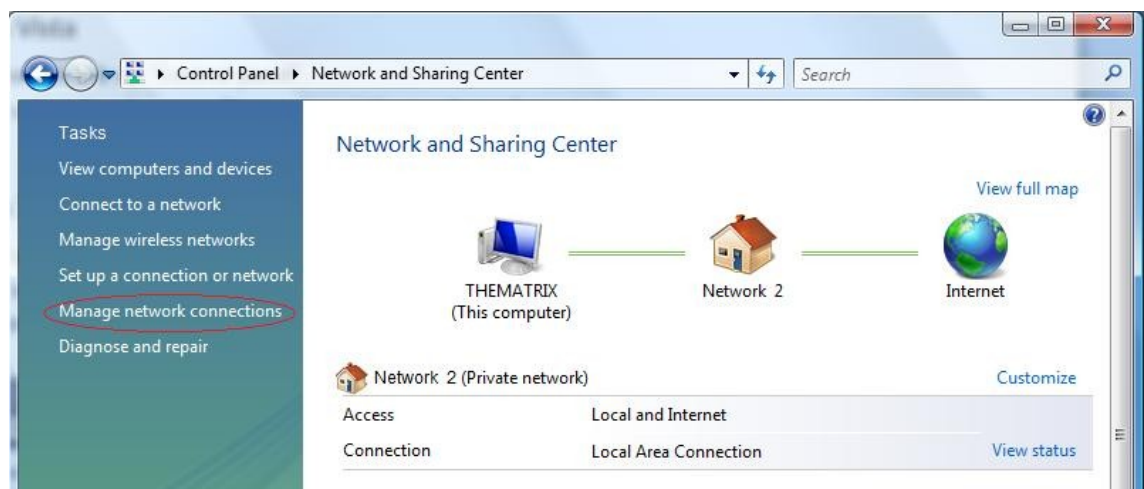 Vista
Control Panel Network and Sharing Center Search
Tasks
View computers and devices
Connect to a network
Manage wireless networks
Set up a connection or network
Manage network connections
Diagnose and repair
Network and Sharing Center
View full map
THEMATRIX
(This computer)
Network 2
Internet
Network 2 (Private network)
Customize
Access Local and Internet
Connection Local Area Connection View status